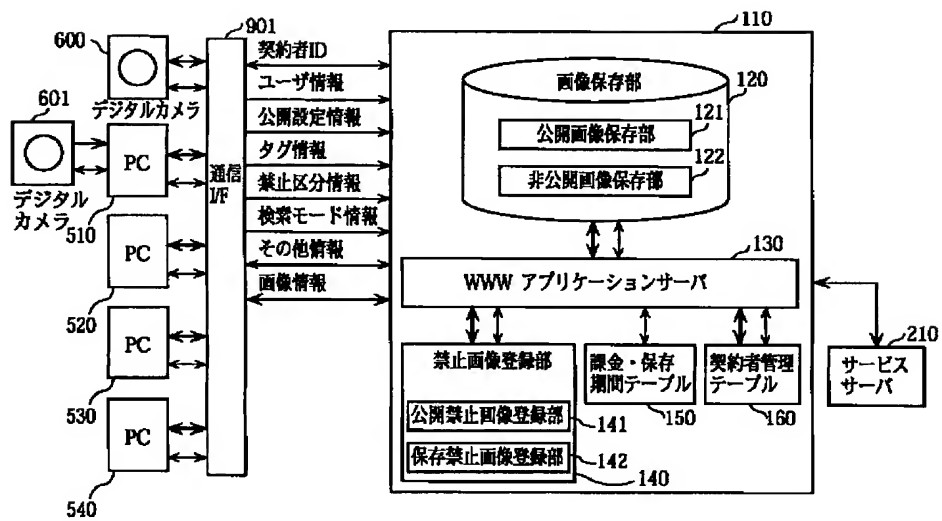 901
110
600
契約者ID
ユーザ情報
画像保存部
120
デジタルカメラ
公開設定情報
公開画像保存部
121
601
タグ情報
122
PC
通信
I/F
禁止区分情報
非公開画像保存部
デジタル
カメラ
510
検索モード情報
PC
その他情報
130
画像情報
WWW アプリケーションサーバ
520
210
PC
禁止画像登録部
課金・保存
期間テーブル
契約者管理
テーブル
サービス
サーバ
530
150
160
公開禁止画像登録部
141
PC
保存禁止画像登録部
142
140
540